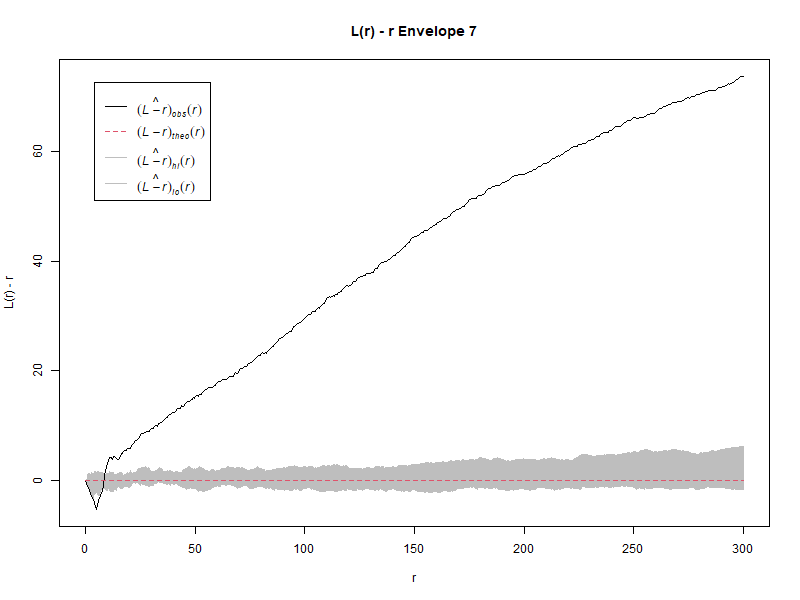 L(r) - r Envelope 7
(L^−r)obs(r)
(L−r)theo(r)
(L^−r)hi(r)
(L^−r)lo(r)
60
40
20
0
L(r) - r
0 50 100 150 200 250 300
r